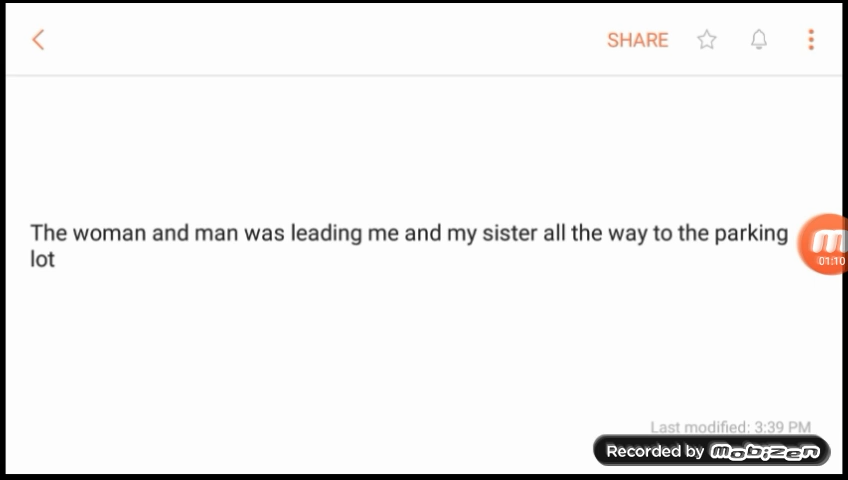 SHARE
The woman and man was leading me and my sister all the way to the parking
lot
01:10
Last modified: 3:39 PM
Recorded by mobizen